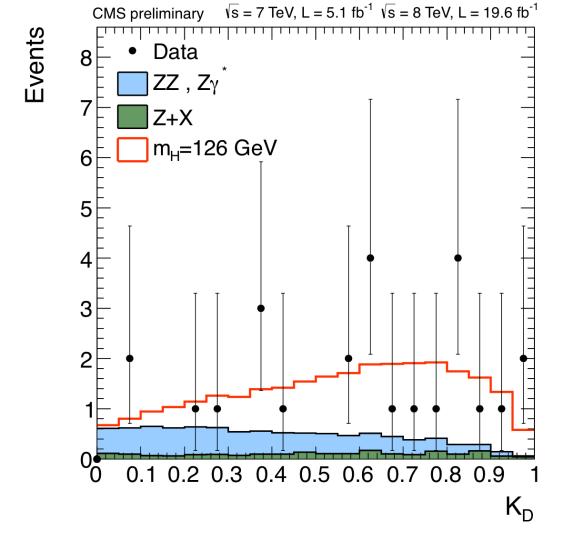 CMS preliminary √s = 7 TeV, L = 5.1 fb⁻¹ √s = 8 TeV, L = 19.6 fb⁻¹
Events
8
7
6
5
4
3
2
1
0
Data
ZZ , Zγ*
Z+X
m_H=126 GeV
0 0.1 0.2 0.3 0.4 0.5 0.6 0.7 0.8 0.9 1
K_D